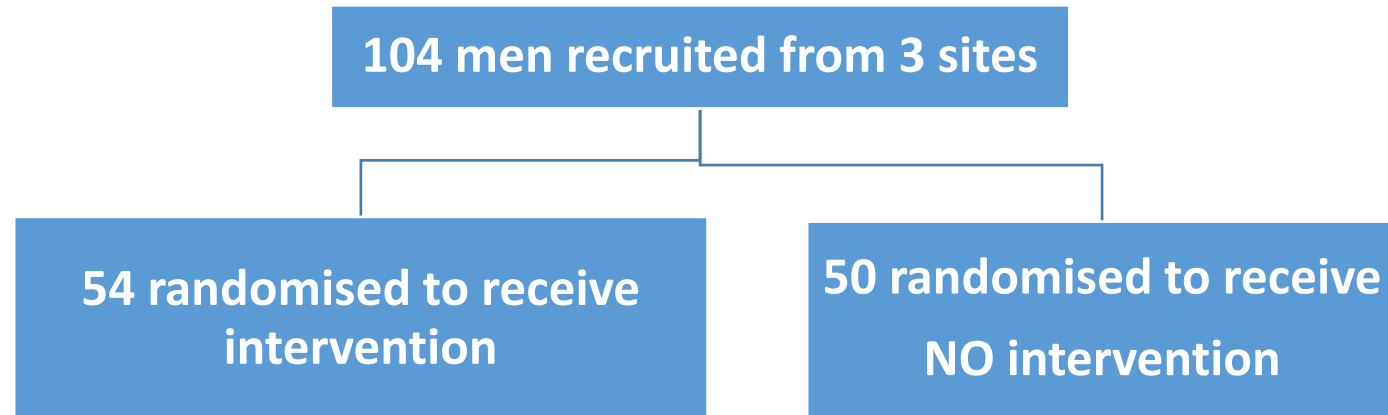 104 men recruited from 3 sites
54 randomised to receive
intervention
50 randomised to receive
NO intervention